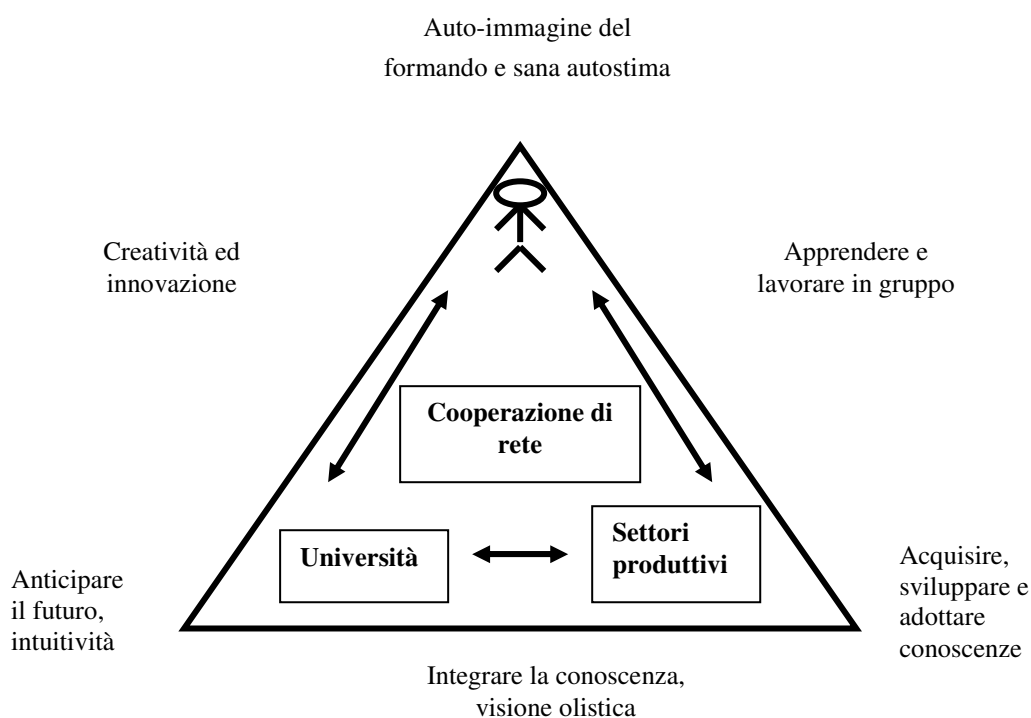 Auto-immagine del
formando e sana autostima
Creatività ed
innovazione
Apprendere e
lavorare in gruppo
Cooperazione di
rete
Università
Settori
produttivi
Anticipare
il futuro,
intuitività
Acquisire,
sviluppare e
adottare
conoscenze
Integrare la conoscenza,
visione olistica